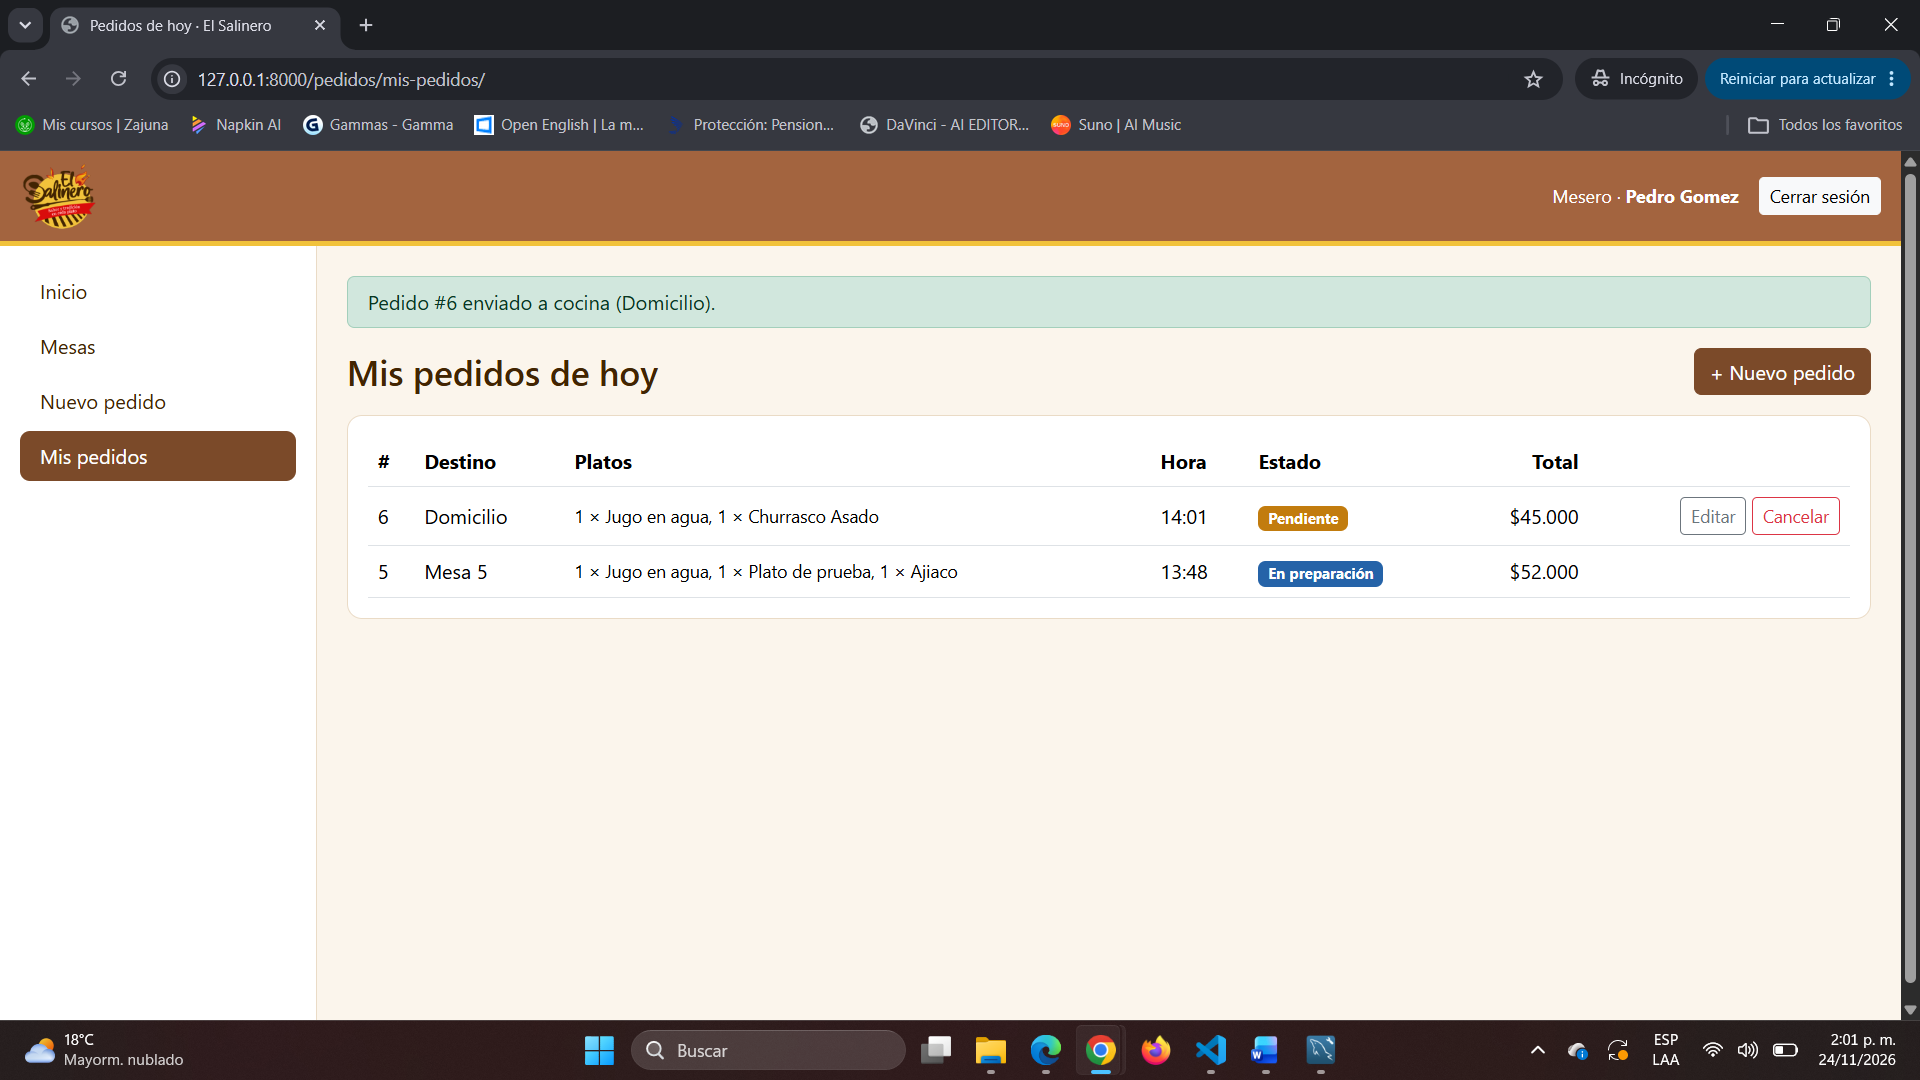 Pedidos de hoy · El Salinero
127.0.0.1:8000/pedidos/mis-pedidos/
Incógnito
Reiniciar para actualizar
Mis cursos | Zajuna
Napkin AI
Gammas - Gamma
Open English | La m...
Protección: Pension...
DaVinci - AI EDITOR...
Suno | AI Music
Todos los favoritos
El
Salinero
Mesero · Pedro Gomez
Cerrar sesión
Inicio
Mesas
Nuevo pedido
Mis pedidos
Pedido #6 enviado a cocina (Domicilio).
Mis pedidos de hoy
+ Nuevo pedido
# Destino Platos Hora Estado Total
6 Domicilio 1 × Jugo en agua, 1 × Churrasco Asado 14:01 Pendiente $45.000 Editar Cancelar
5 Mesa 5 1 × Jugo en agua, 1 × Plato de prueba, 1 × Ajiaco 13:48 En preparación $52.000
18°C
Mayorm. nublado
Buscar
ESP
LAA
2:01 p. m.
24/11/2026